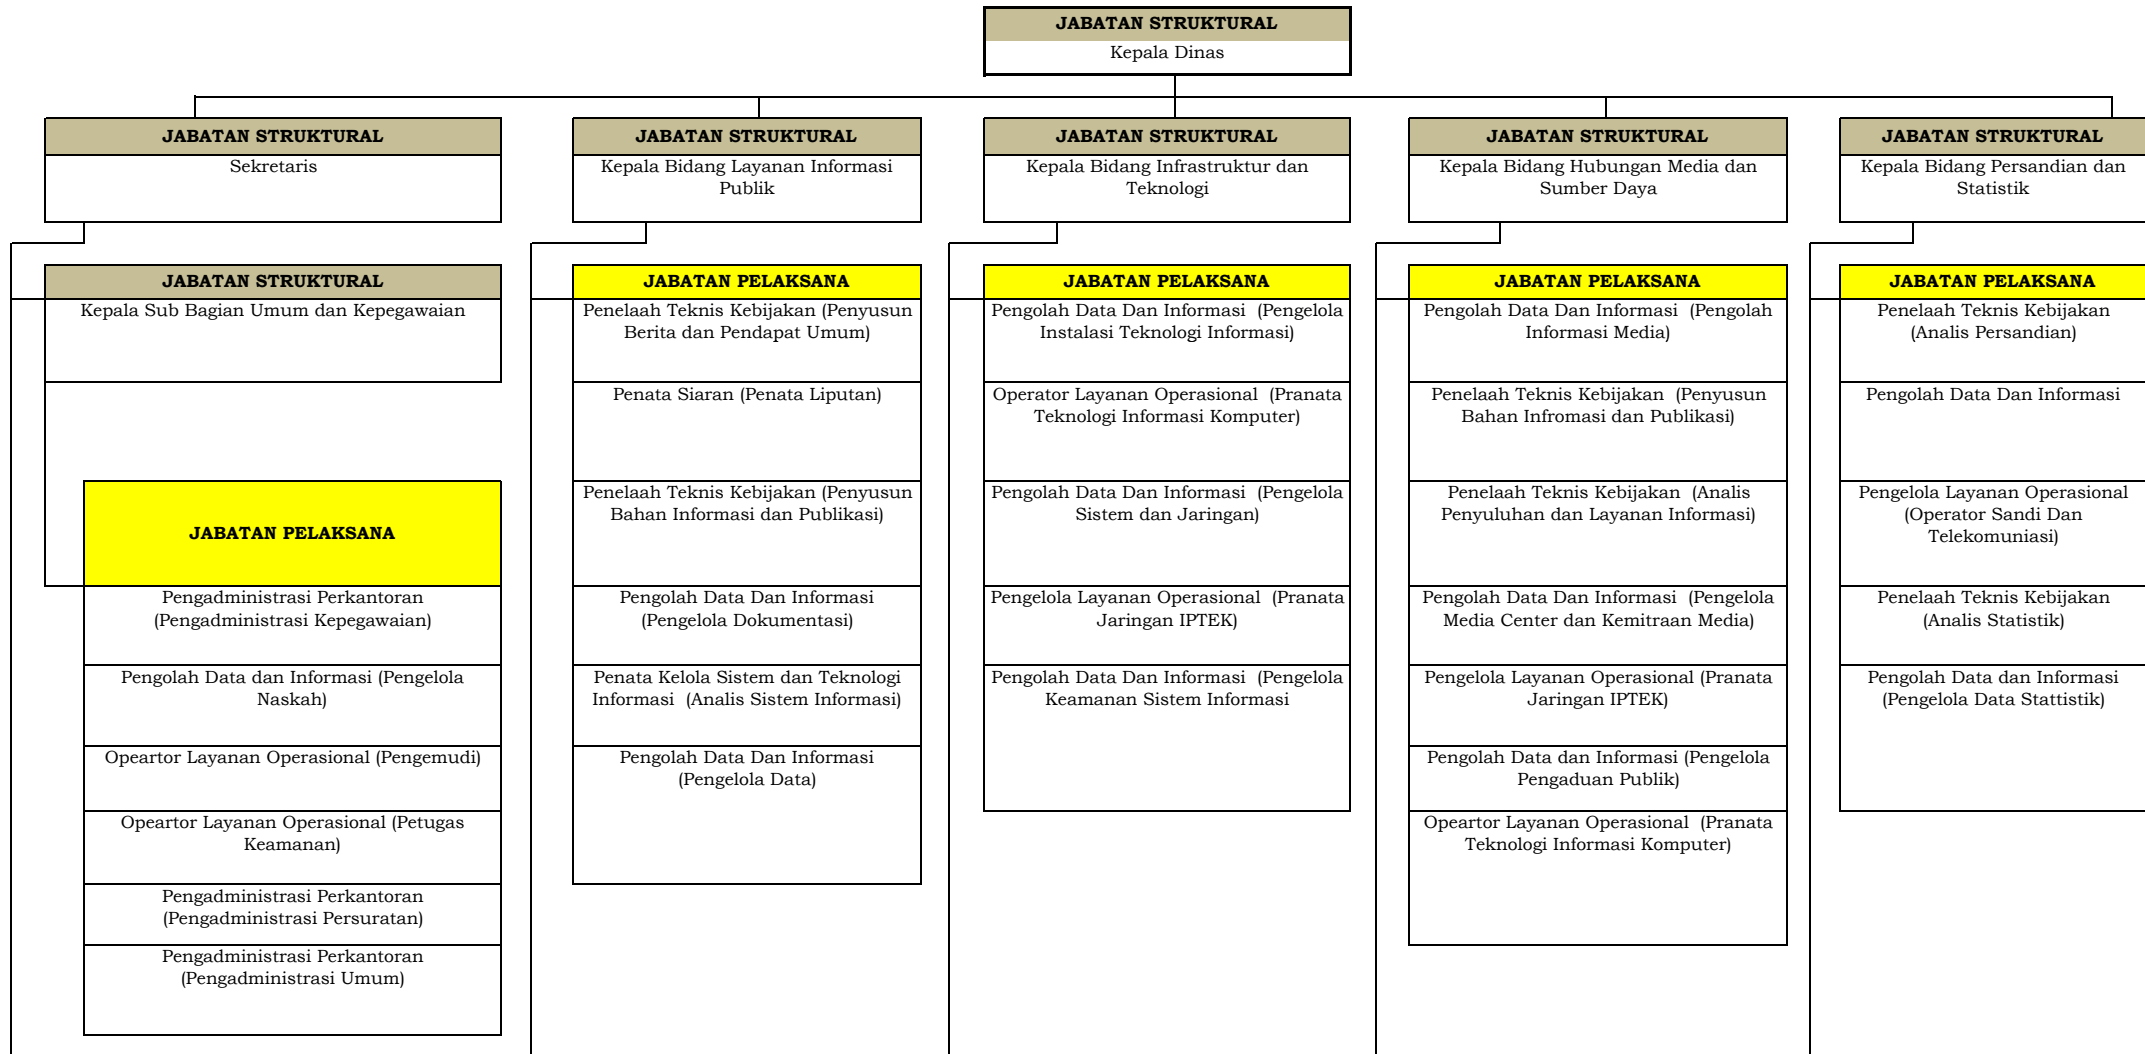 JABATAN STRUKTURAL
Kepala Dinas
JABATAN STRUKTURAL
Sekretaris
JABATAN STRUKTURAL
Kepala Bidang Layanan Informasi
Publik
JABATAN STRUKTURAL
Kepala Bidang Infrastruktur dan
Teknologi
JABATAN STRUKTURAL
Kepala Bidang Hubungan Media dan
Sumber Daya
JABATAN STRUKTURAL
Kepala Bidang Persandian dan
Statistik
JABATAN STRUKTURAL
Kepala Sub Bagian Umum dan Kepegawaian
JABATAN PELAKSANA
Pengadministrasi Perkantoran
(Pengadministrasi Kepegawaian)
Pengolah Data dan Informasi (Pengelola
Naskah)
Opeartor Layanan Operasional (Pengemudi)
Opeartor Layanan Operasional (Petugas
Keamanan)
Pengadministrasi Perkantoran
(Pengadministrasi Persuratan)
Pengadministrasi Perkantoran
(Pengadministrasi Umum)
JABATAN PELAKSANA
Penelaah Teknis Kebijakan (Penyusun
Berita dan Pendapat Umum)
Penata Siaran (Penata Liputan)
Penelaah Teknis Kebijakan (Penyusun
Bahan Informasi dan Publikasi)
Pengolah Data Dan Informasi
(Pengelola Dokumentasi)
Penata Kelola Sistem dan Teknologi
Informasi  (Analis Sistem Informasi)
Pengolah Data Dan Informasi
(Pengelola Data)
JABATAN PELAKSANA
Pengolah Data Dan Informasi  (Pengelola
Instalasi Teknologi Informasi)
Operator Layanan Operasional  (Pranata
Teknologi Informasi Komputer)
Pengolah Data Dan Informasi  (Pengelola
Sistem dan Jaringan)
Pengelola Layanan Operasional  (Pranata
Jaringan IPTEK)
Pengolah Data Dan Informasi  (Pengelola
Keamanan Sistem Informasi
JABATAN PELAKSANA
Pengolah Data Dan Informasi  (Pengolah
Informasi Media)
Penelaah Teknis Kebijakan  (Penyusun
Bahan Infromasi dan Publikasi)
Penelaah Teknis Kebijakan  (Analis
Penyuluhan dan Layanan Informasi)
Pengolah Data Dan Informasi  (Pengelola
Media Center dan Kemitraan Media)
Pengelola Layanan Operasional (Pranata
Jaringan IPTEK)
Pengolah Data dan Informasi (Pengelola
Pengaduan Publik)
Opeartor Layanan Operasional  (Pranata
Teknologi Informasi Komputer)
JABATAN PELAKSANA
Penelaah Teknis Kebijakan
(Analis Persandian)
Pengolah Data Dan Informasi
Pengelola Layanan Operasional
(Operator Sandi Dan
Telekomuniasi)
Penelaah Teknis Kebijakan
(Analis Statistik)
Pengolah Data dan Informasi
(Pengelola Data Stattistik)